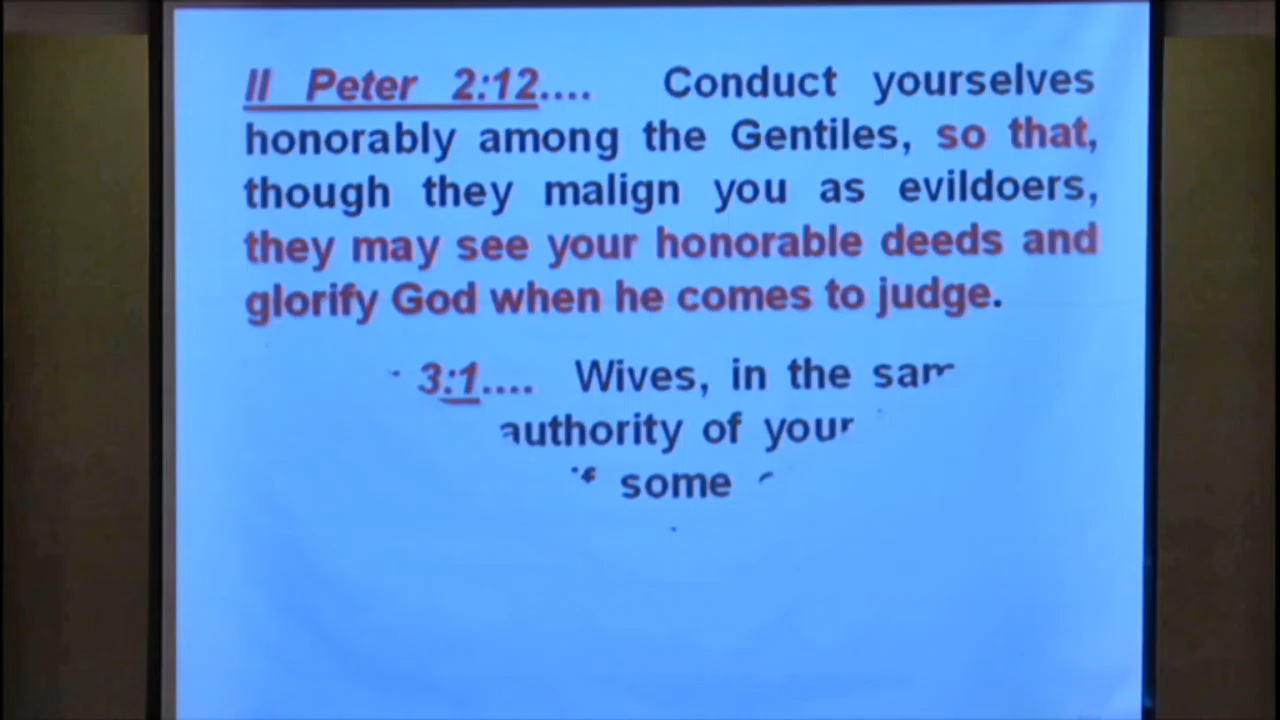 II Peter 2:12.... Conduct yourselves
honorably among the Gentiles, so that,
though they malign you as evildoers,
they may see your honorable deeds and
glorify God when he comes to judge.
3:1.... Wives, in the
authority of your
some